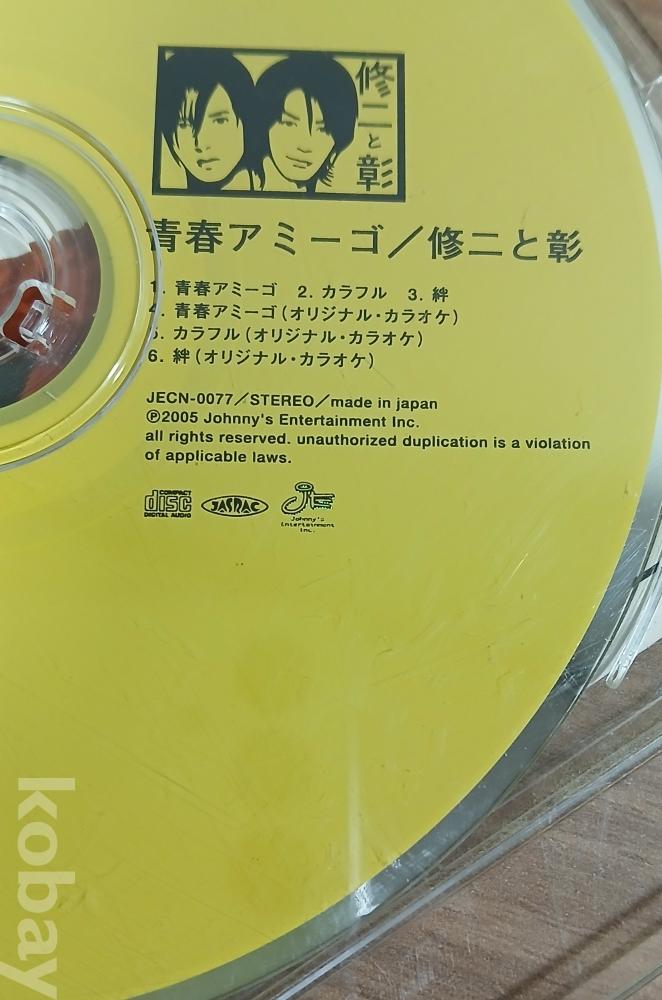 修二と彰
青春アミーゴ／修二と彰
1. 青春アミーゴ 2. カラフル 3. 絆
4. 青春アミーゴ(オリジナル・カラオケ)
5. カラフル(オリジナル・カラオケ)
6. 絆(オリジナル・カラオケ)
JECN-0077／STEREO／made in japan
℗2005 Johnny's Entertainment Inc.
all rights reserved. unauthorized duplication is a violation
of applicable laws.
COMPACT
disc
DIGITAL AUDIO
JASRAC
Johnny's
Entertainment
Inc.
kobay